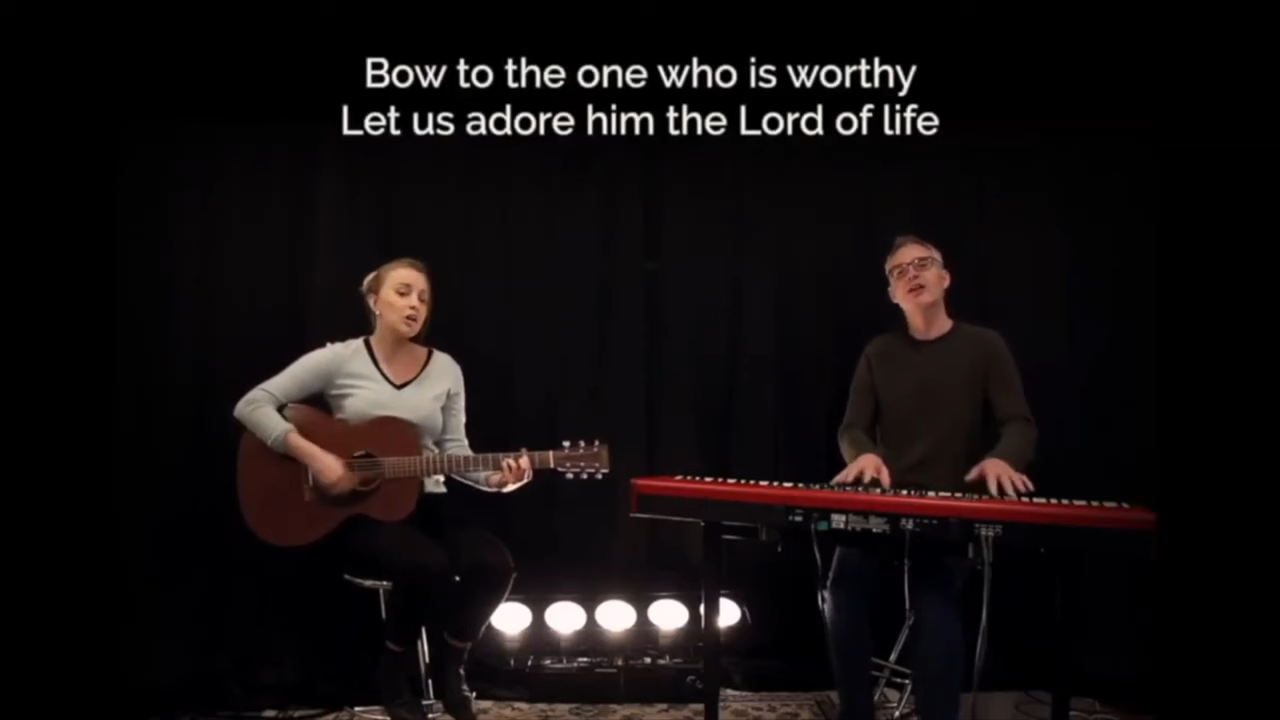 Bow to the one who is worthy
Let us adore him the Lord of life